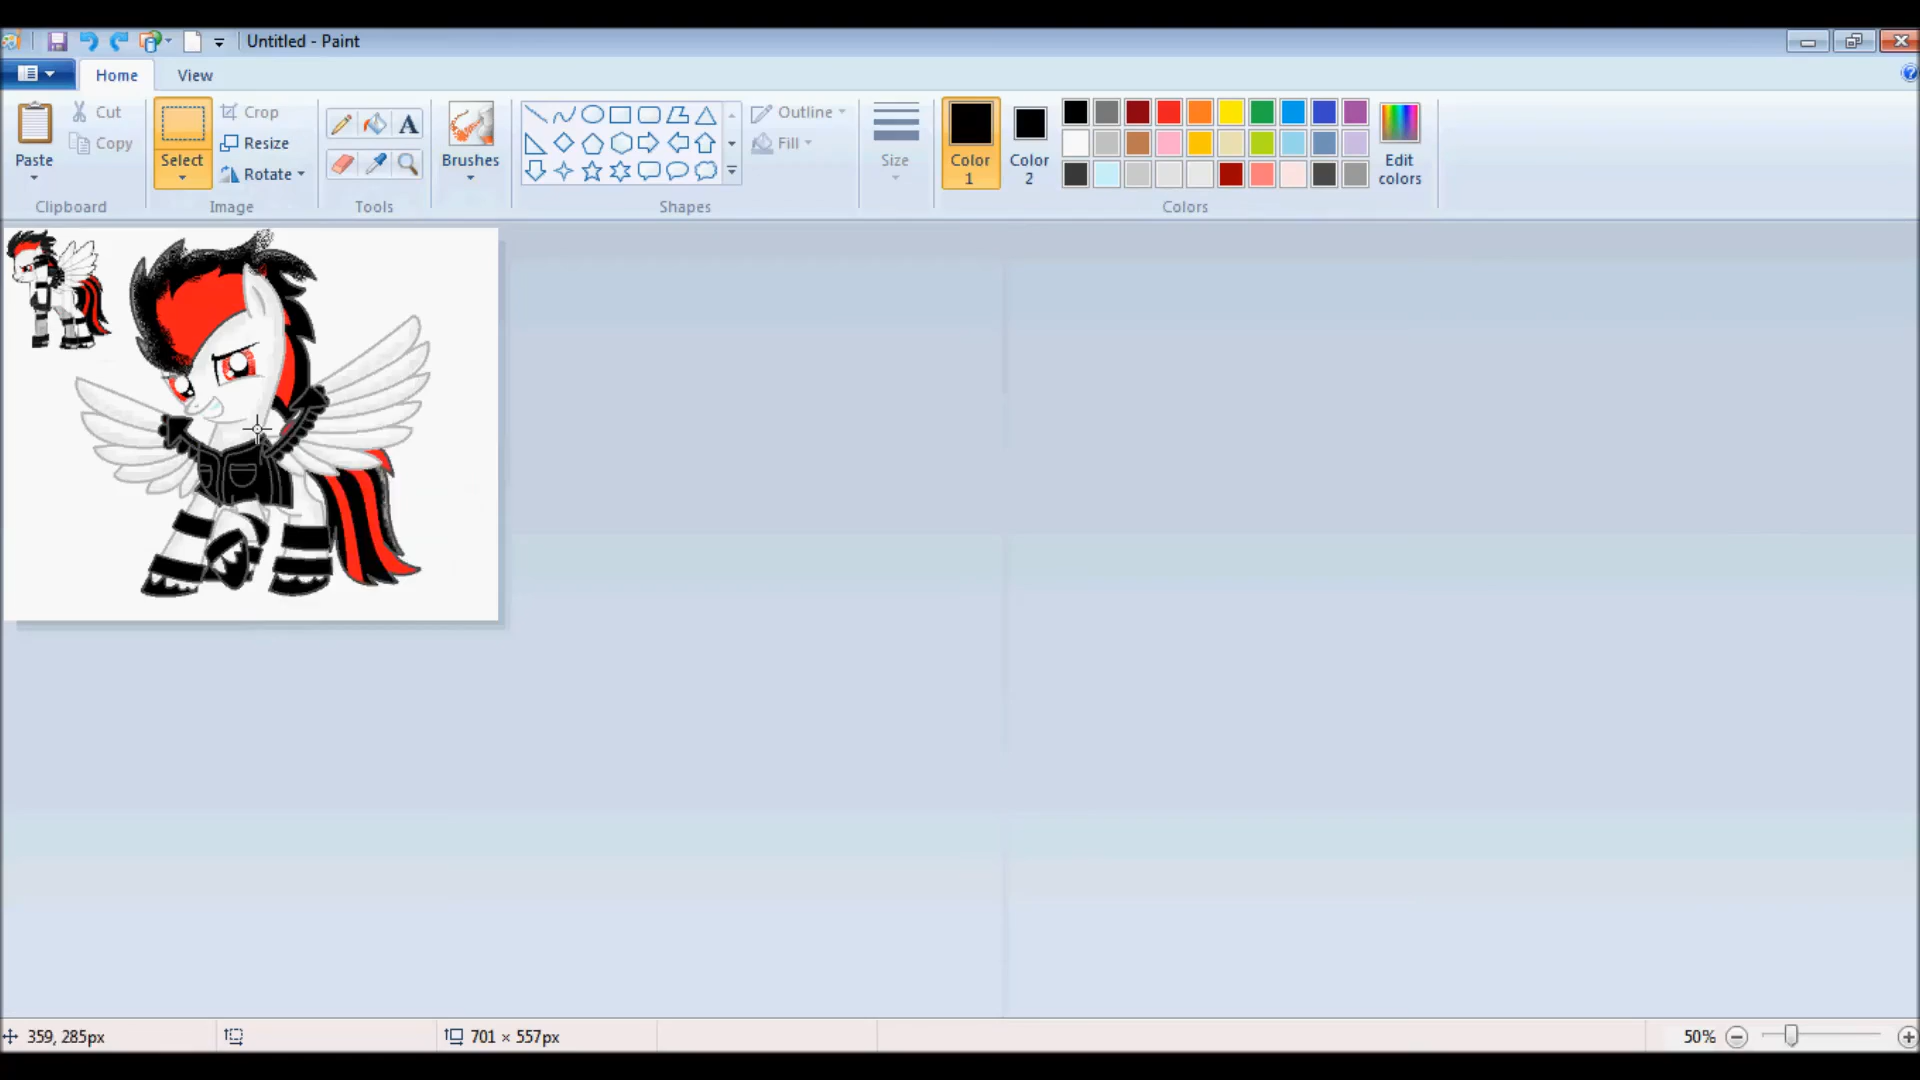 Untitled - Paint
Home View
Paste
Cut
Copy
Clipboard
Select
Crop
Resize
Rotate
Image
A
Tools
Brushes
Shapes
Outline
Fill
Size
Color 1
Color 2
Edit colors
Colors
359, 285px
701 × 557px
50%